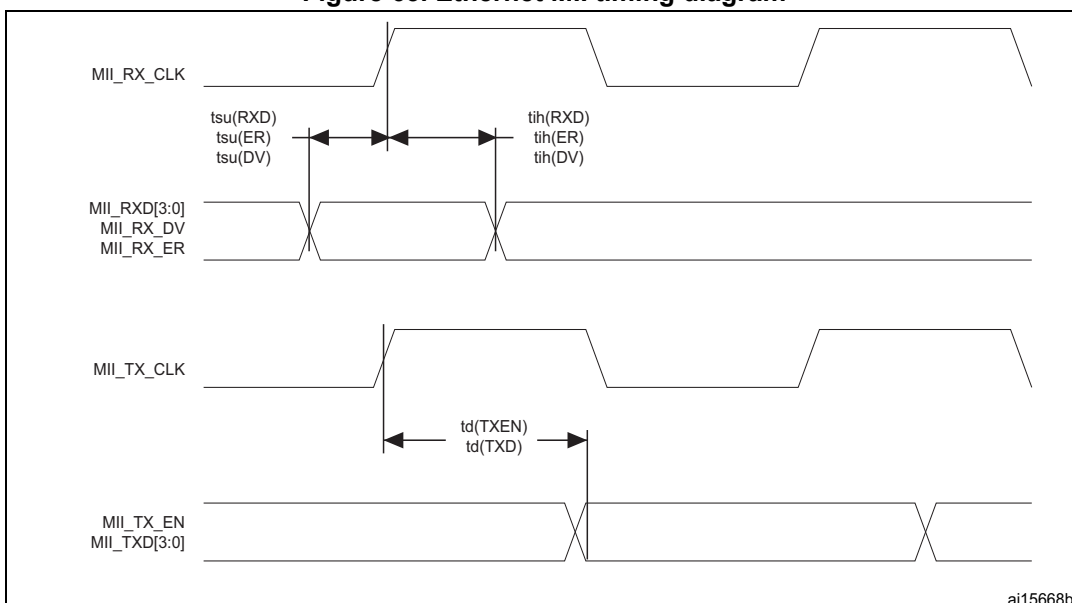 MII_RX_CLK
tsu(RXD)
tsu(ER)
tsu(DV)
tih(RXD)
tih(ER)
tih(DV)
MII_RXD[3:0]
MII_RX_DV
MII_RX_ER
MII_TX_CLK
td(TXEN)
td(TXD)
MII_TX_EN
MII_TXD[3:0]
ai15668b